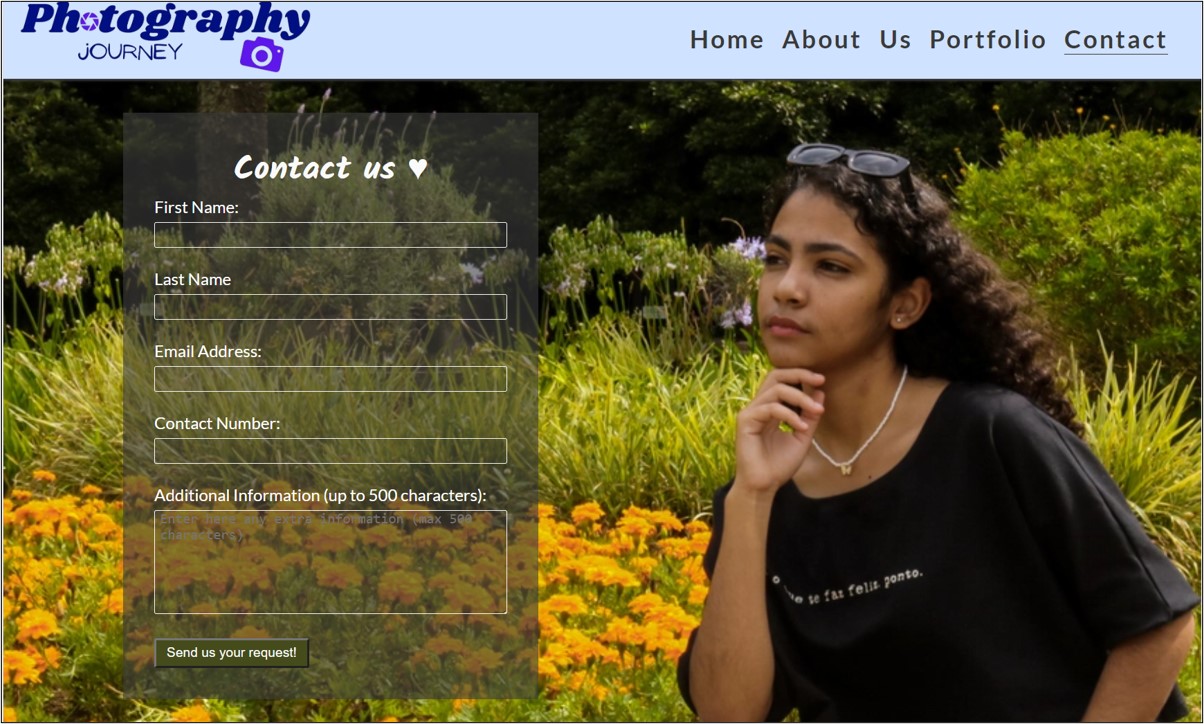 Photography
JOURNEY
Home About Us Portfolio Contact
Contact us ♥
First Name:
Last Name
Email Address:
Contact Number:
Additional Information (up to 500 characters):
Enter here any extra information (max 500
characters)
Send us your request!
que te faz feliz. ponto.